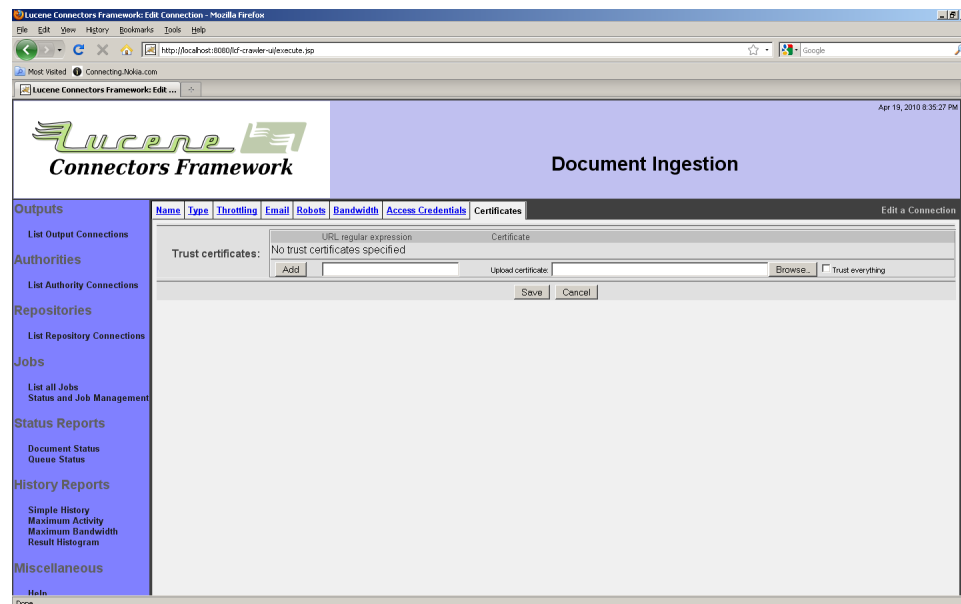 Lucene Connectors Framework: Edit Connection - Mozilla Firefox
File Edit View History Bookmarks Tools Help
http://localhost:8080/lcf-crawler-ui/execute.jsp
Google
Most Visited Connecting.Nokia.com
Lucene Connectors Framework: Edit ...
Apr 19, 2010 8:35:27 PM
Lucene
Connectors Framework
Document Ingestion
Outputs
List Output Connections
Authorities
List Authority Connections
Repositories
List Repository Connections
Jobs
List all Jobs
Status and Job Management
Status Reports
Document Status
Queue Status
History Reports
Simple History
Maximum Activity
Maximum Bandwidth
Result Histogram
Miscellaneous
Help
Name Type Throttling Email Robots Bandwidth Access Credentials Certificates Edit a Connection
Trust certificates:
URL regular expression Certificate
No trust certificates specified
Add Upload certificate: Browse... Trust everything
Save Cancel
Done